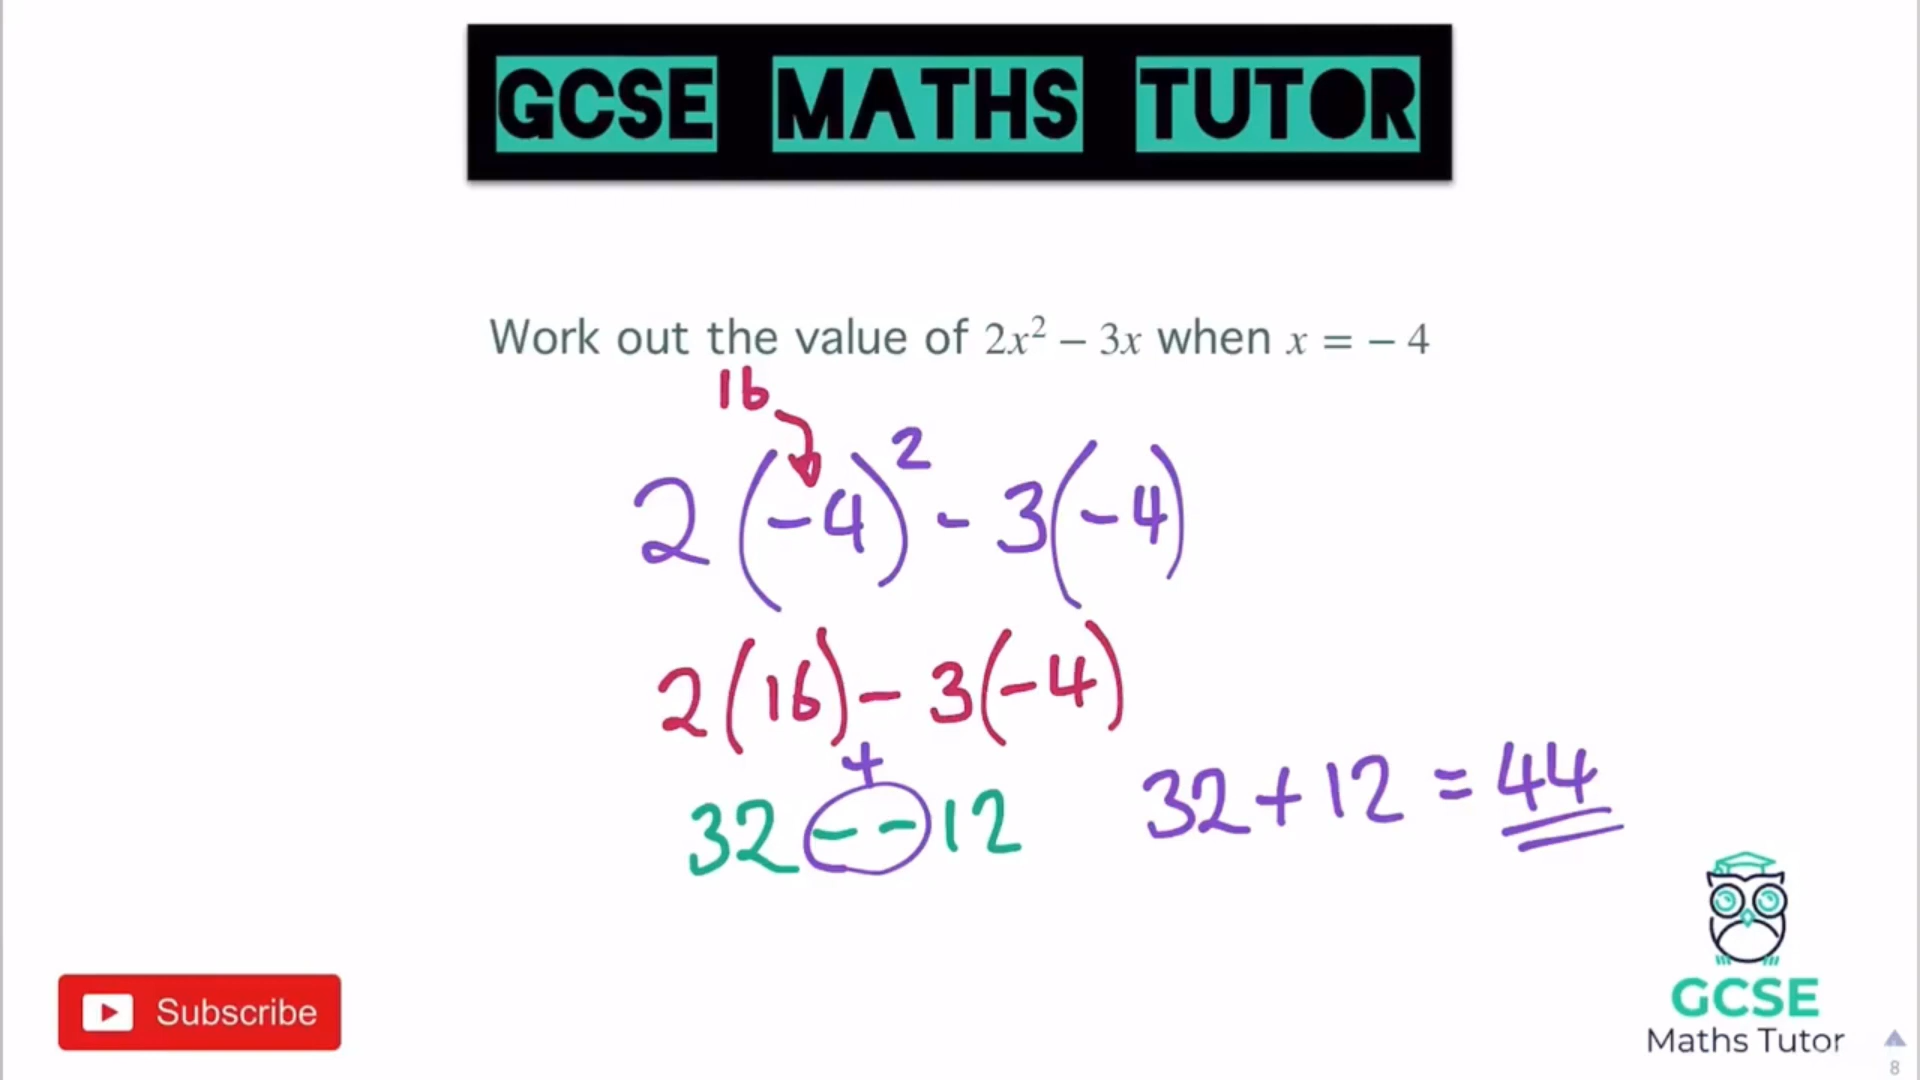 GCSE MATHS TUTOR
Work out the value of 2x² – 3x when x = – 4
16
2(-4)² - 3(-4)
2(16) - 3(-4)
+
32 - - 12
32 + 12 = 44
Subscribe
GCSE
Maths Tutor
8